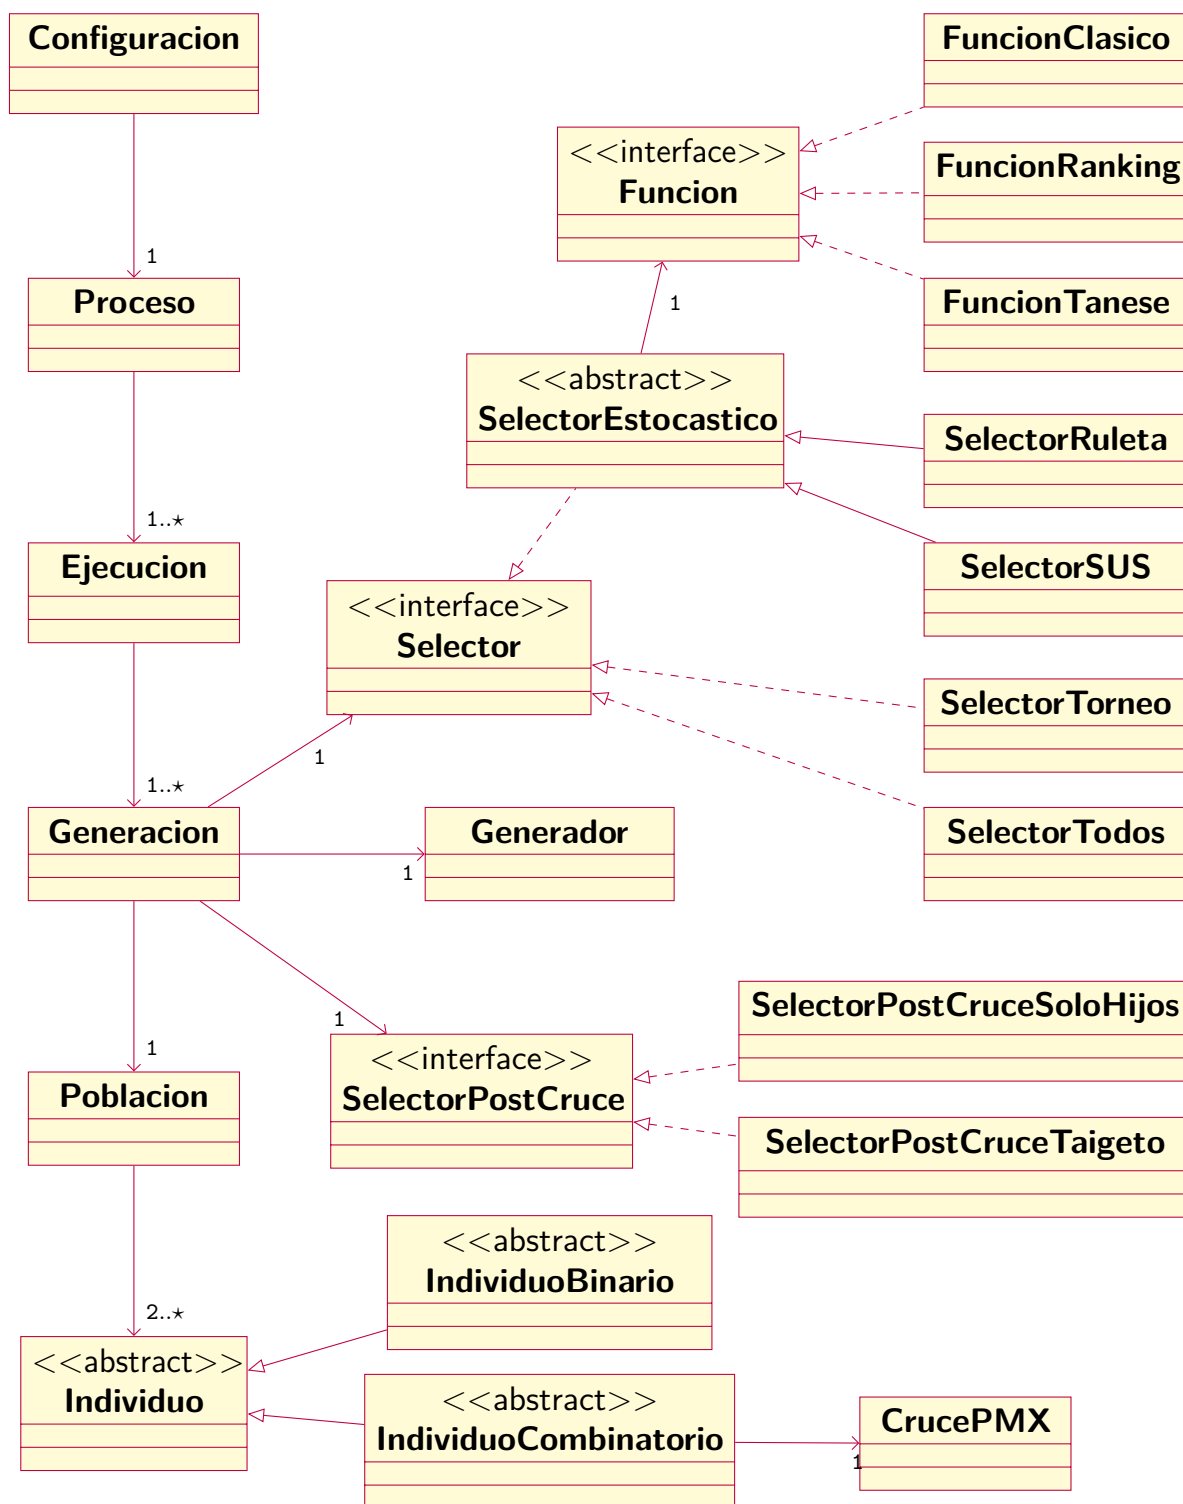 Configuracion
FuncionClasico
<<interface>>
Funcion
FuncionRanking
1
Proceso
FuncionTanese
1
<<abstract>>
SelectorEstocastico
SelectorRuleta
1..⋆
Ejecucion
SelectorSUS
<<interface>>
Selector
SelectorTorneo
1
1..⋆
Generacion
Generador
SelectorTodos
1
SelectorPostCruceSoloHijos
1
1
<<interface>>
SelectorPostCruce
Poblacion
SelectorPostCruceTaigeto
<<abstract>>
IndividuoBinario
2..⋆
<<abstract>>
Individuo
<<abstract>>
IndividuoCombinatorio
CrucePMX
1